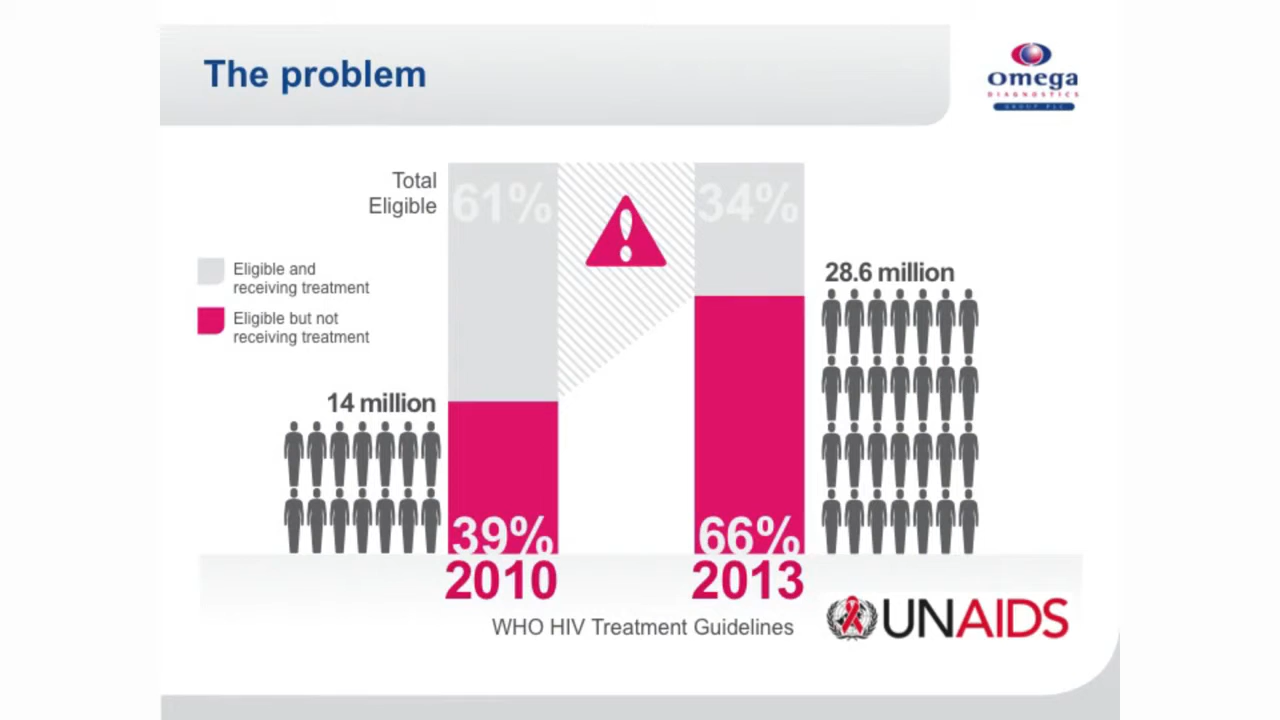 The problem
omega
DIAGNOSTICS
GROUP PLC
Total
Eligible
61%
34%
Eligible and
receiving treatment
Eligible but not
receiving treatment
28.6 million
14 million
39%
66%
2010
2013
WHO HIV Treatment Guidelines
UNAIDS